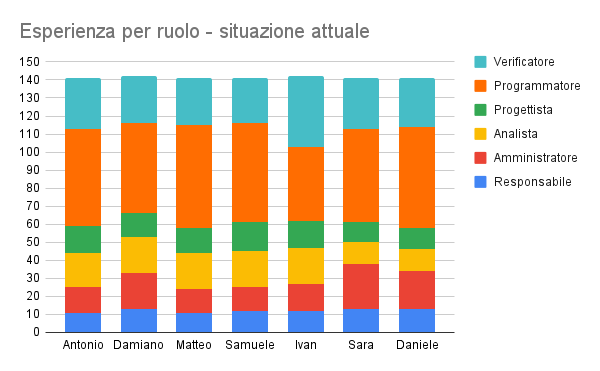 Esperienza per ruolo - situazione attuale
150
140
130
120
110
100
90
80
70
60
50
40
30
20
10
0
Antonio Damiano Matteo Samuele Ivan Sara Daniele
Verificatore
Programmatore
Progettista
Analista
Amministratore
Responsabile